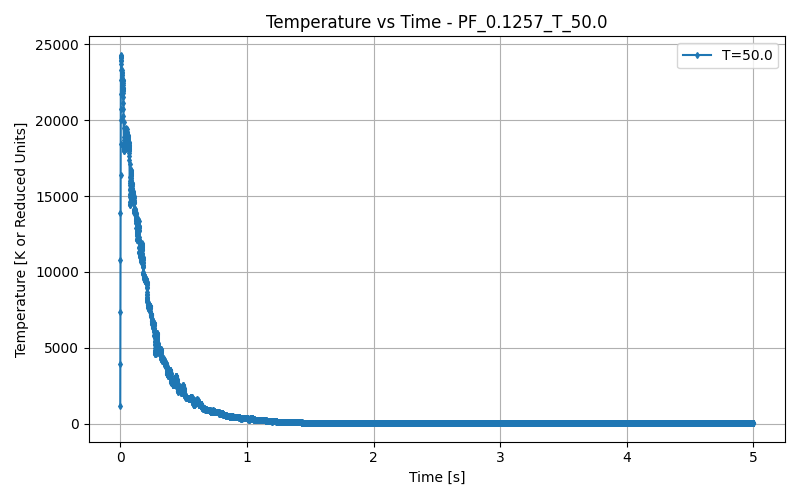 Temperature vs Time - PF_0.1257_T_50.0
T=50.0
Temperature [K or Reduced Units]
25000
20000
15000
10000
5000
0
0 1 2 3 4 5
Time [s]